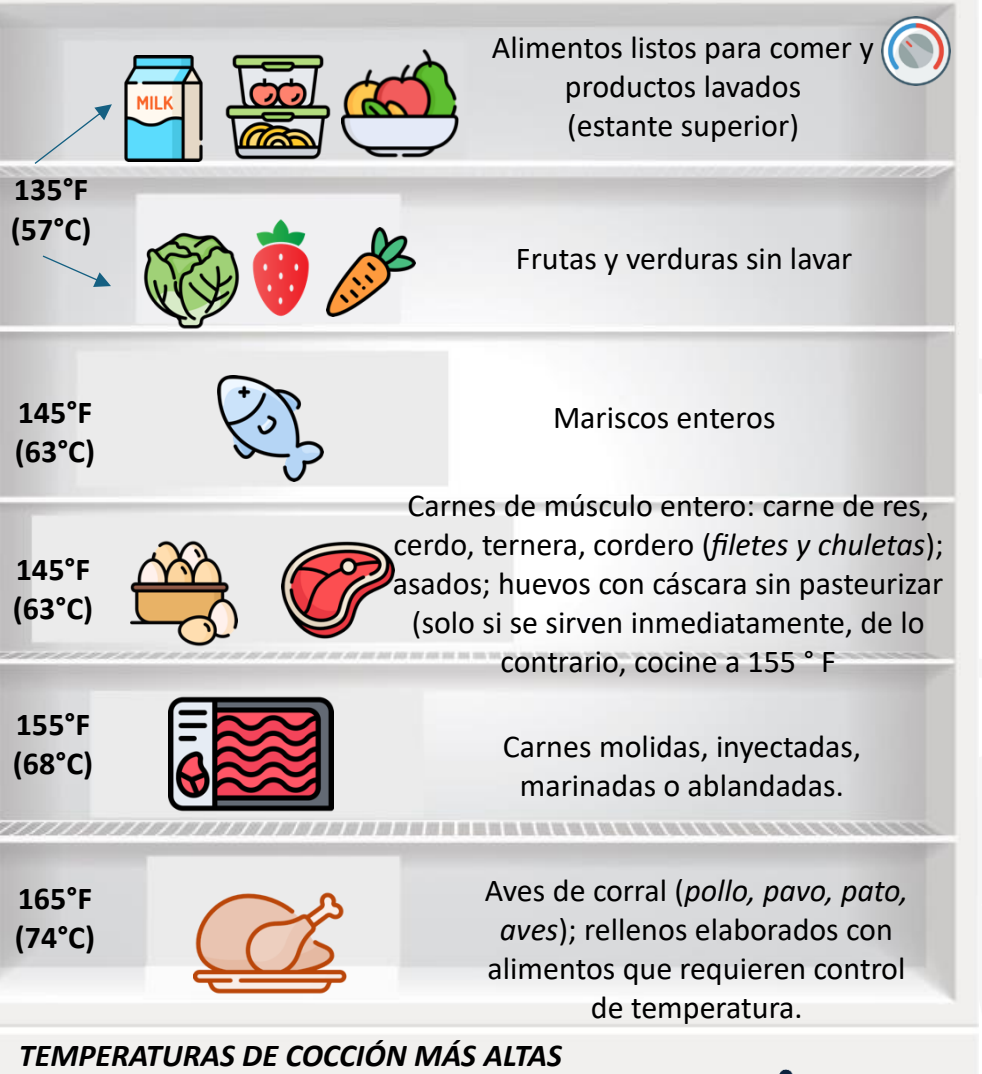 Alimentos listos para comer y
productos lavados
(estante superior)
MILK
135°F
(57°C)
Frutas y verduras sin lavar
145°F
(63°C)
Mariscos enteros
145°F
(63°C)
Carnes de músculo entero: carne de res,
cerdo, ternera, cordero (filetes y chuletas);
asados; huevos con cáscara sin pasteurizar
(solo si se sirven inmediatamente, de lo
contrario, cocine a 155 ° F
155°F
(68°C)
Carnes molidas, inyectadas,
marinadas o ablandadas.
165°F
(74°C)
Aves de corral (pollo, pavo, pato,
aves); rellenos elaborados con
alimentos que requieren control
de temperatura.
TEMPERATURAS DE COCCIÓN MÁS ALTAS